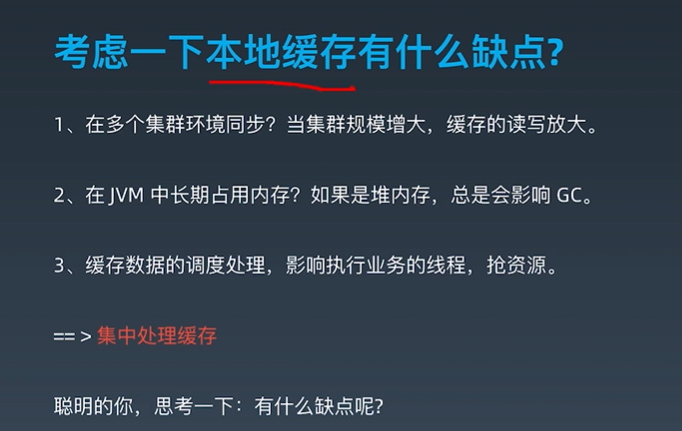 考虑一下本地缓存有什么缺点?
1、在多个集群环境同步?当集群规模增大,缓存的读写放大。
2、在 JVM 中长期占用内存?如果是堆内存,总是会影响 GC。
3、缓存数据的调度处理,影响执行业务的线程,抢资源。
== > 集中处理缓存
聪明的你,思考一下:有什么缺点呢?